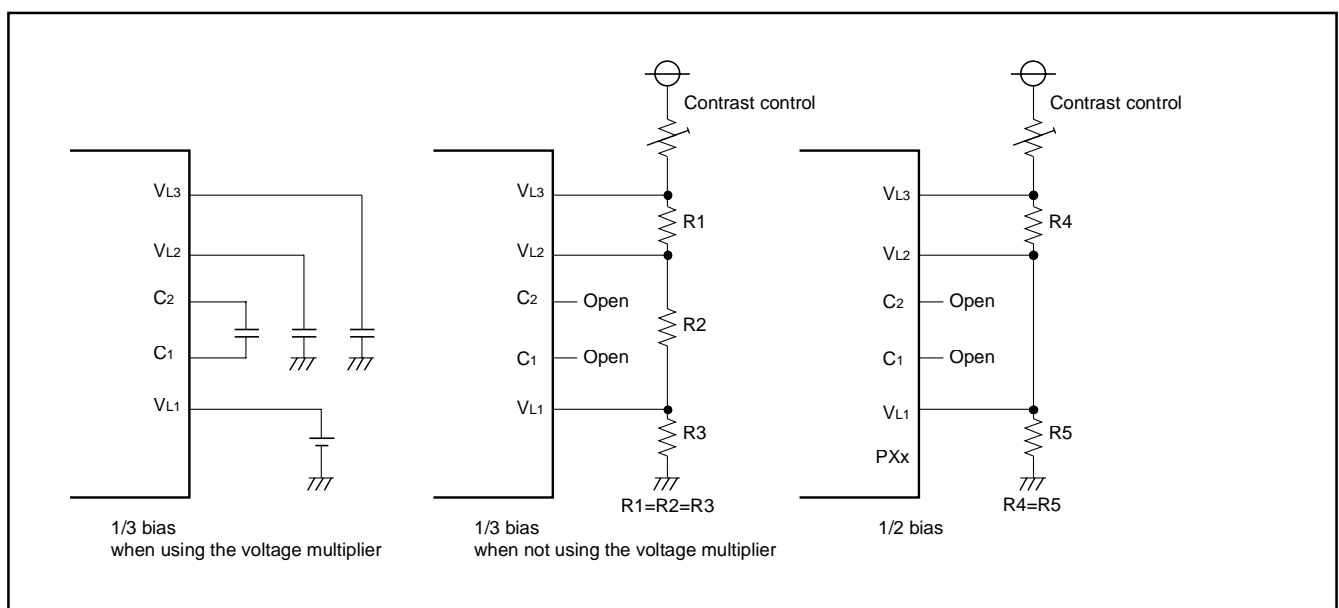 VL3
VL2
C2
C1
VL1
1/3 bias
when using the voltage multiplier
Contrast control
VL3
R1
VL2
C2
Open
R2
C1
Open
VL1
R3
R1=R2=R3
1/3 bias
when not using the voltage multiplier
Contrast control
VL3
R4
VL2
C2
Open
C1
Open
VL1
R5
PXx
R4=R5
1/2 bias